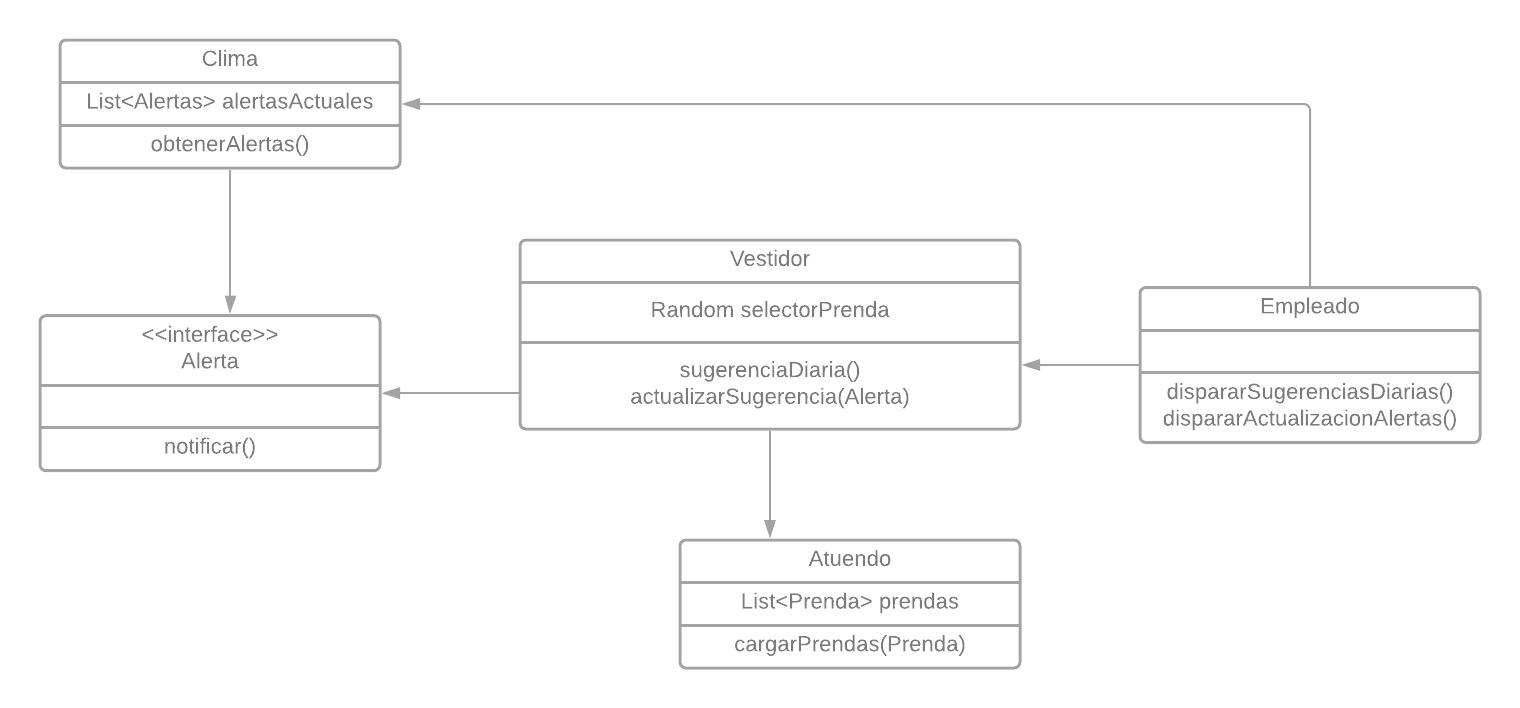 Clima
List<Alertas> alertasActuales
obtenerAlertas()
<<interface>>
Alerta
notificar()
Vestidor
Random selectorPrenda
sugerenciaDiaria()
actualizarSugerencia(Alerta)
Empleado
dispararSugerenciasDiarias()
dispararActualizacionAlertas()
Atuendo
List<Prenda> prendas
cargarPrendas(Prenda)